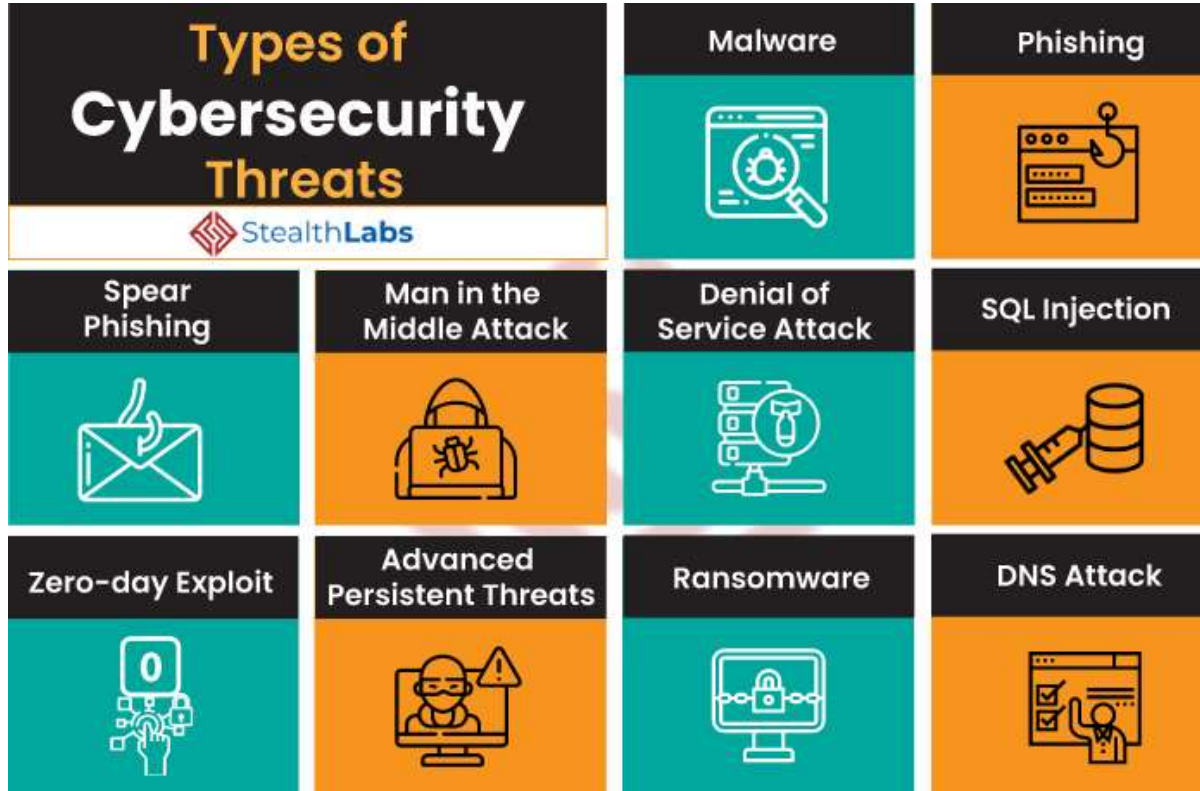 Types of
Cybersecurity
Threats
StealthLabs
Malware
Phishing
Spear
Phishing
Man in the
Middle Attack
Denial of
Service Attack
SQL Injection
Zero-day Exploit
0
Advanced
Persistent Threats
Ransomware
DNS Attack